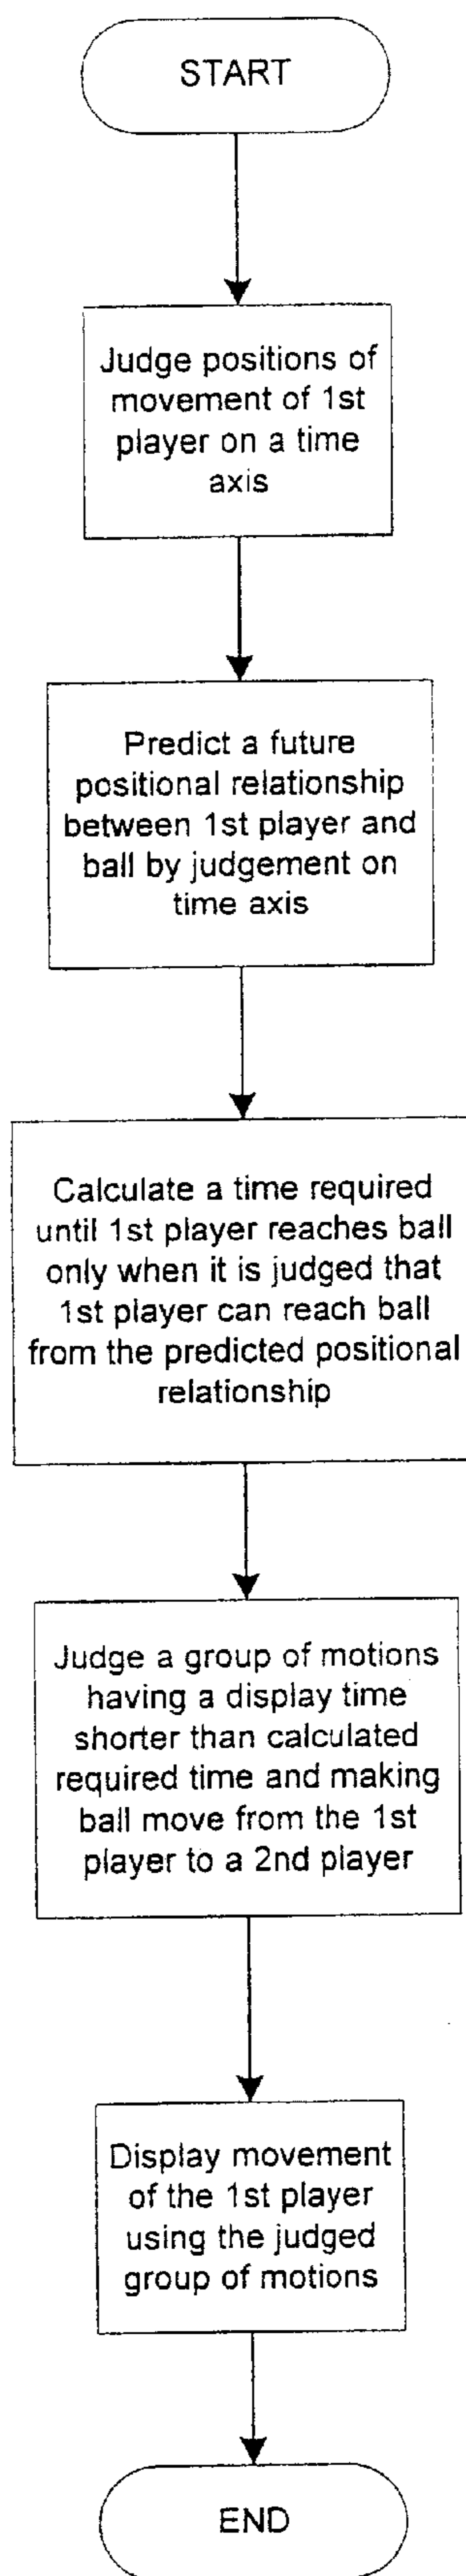 START
Judge positions of
movement of 1st
player on a time
axis
Predict a future
positional relationship
between 1st player and
ball by judgement on
time axis
Calculate a time required
until 1st player reaches ball
only when it is judged that
1st player can reach ball
from the predicted positional
relationship
Judge a group of motions
having a display time
shorter than calculated
required time and making
ball move from the 1st
player to a 2nd player
Display movement
of the 1st player
using the judged
group of motions
END